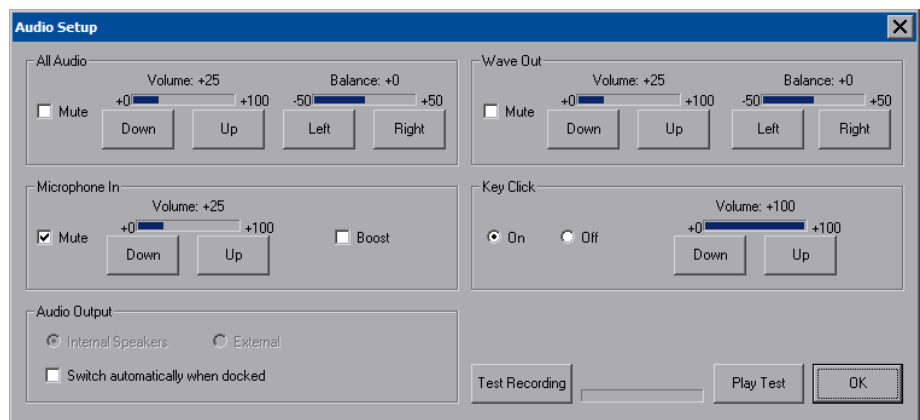 Audio Setup
All Audio
Volume: +25
Balance: +0
+0 +100 -50 +50
Mute
Down Up Left Right
Wave Out
Volume: +25
Balance: +0
+0 +100 -50 +50
Mute
Down Up Left Right
Microphone In
Volume: +25
+0 +100
Mute
Boost
Down Up
Key Click
Volume: +100
+0 +100
On Off
Down Up
Audio Output
Internal Speakers External
Switch automatically when docked
Test Recording Play Test OK